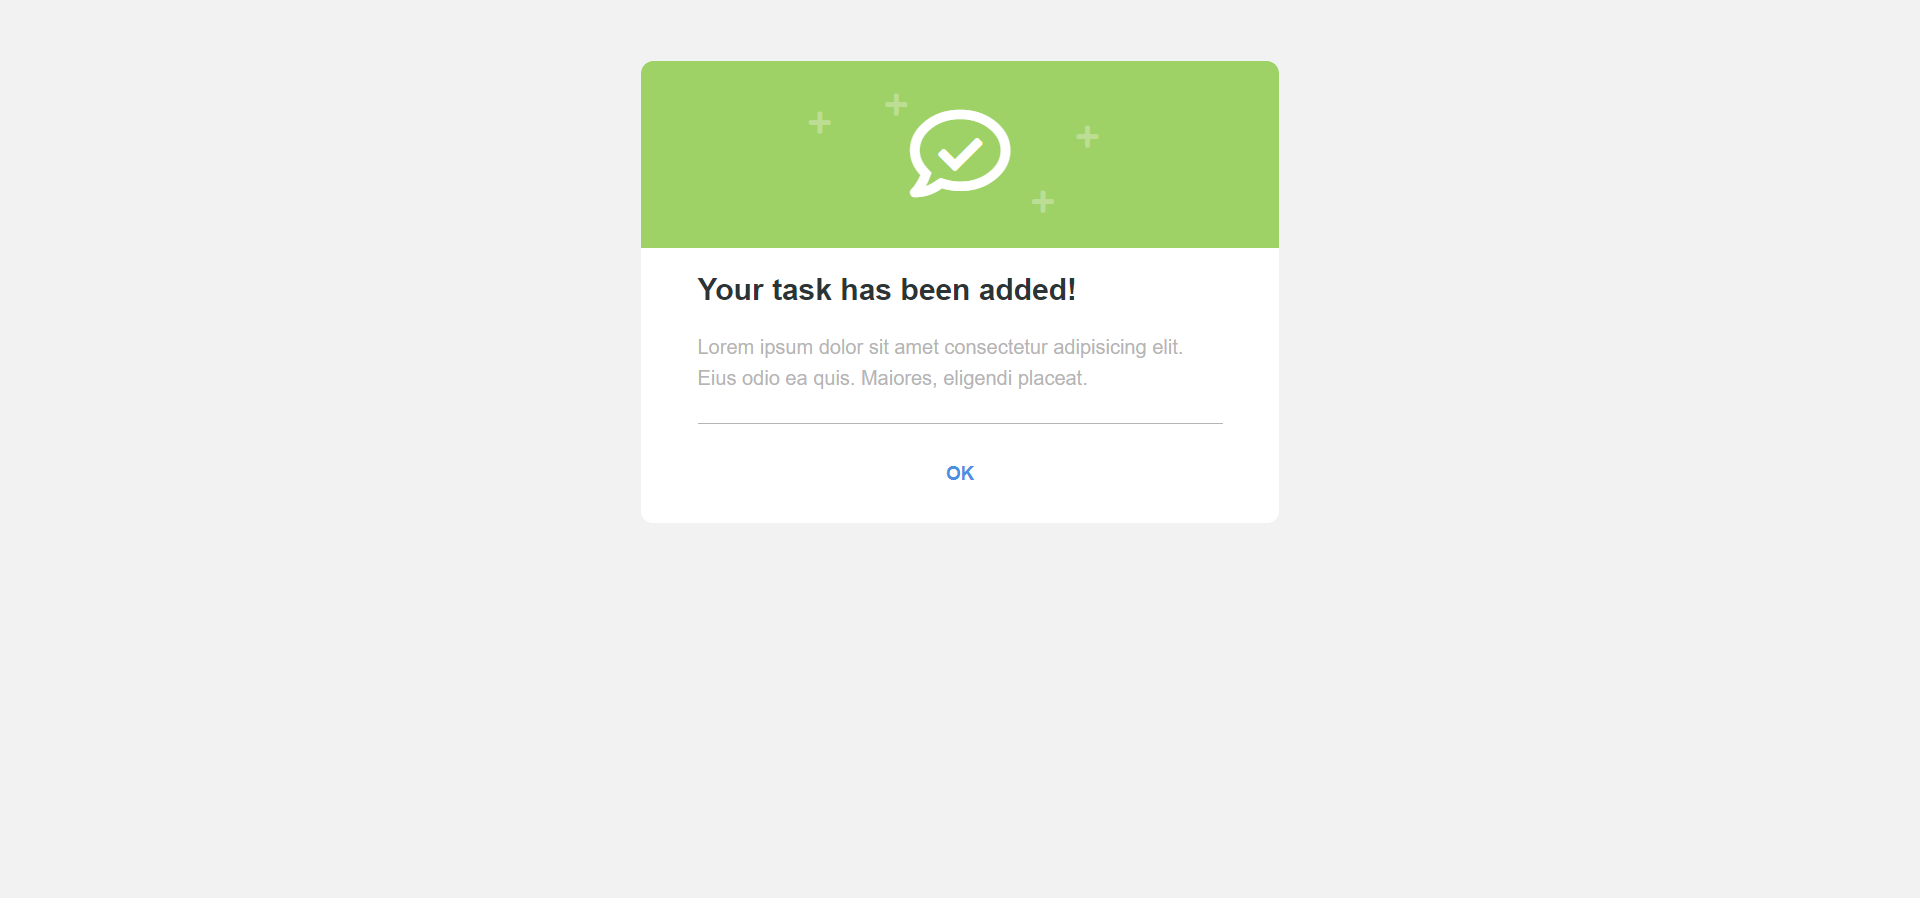 Your task has been added!
Lorem ipsum dolor sit amet consectetur adipisicing elit.
Eius odio ea quis. Maiores, eligendi placeat.
OK